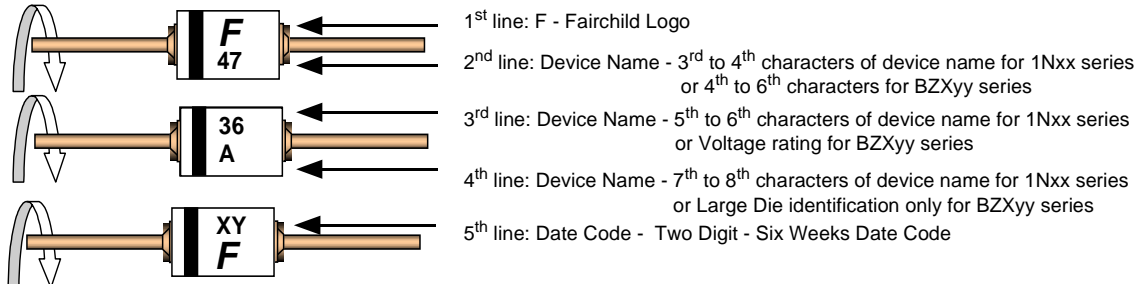 F
47
36
A
XY
F
1st line: F - Fairchild Logo
2nd line: Device Name - 3rd to 4th characters of device name for 1Nxx series
or 4th to 6th characters for BZXyy series
3rd line: Device Name - 5th to 6th characters of device name for 1Nxx series
or Voltage rating for BZXyy series
4th line: Device Name - 7th to 8th characters of device name for 1Nxx series
or Large Die identification only for BZXyy series
5th line: Date Code - Two Digit - Six Weeks Date Code